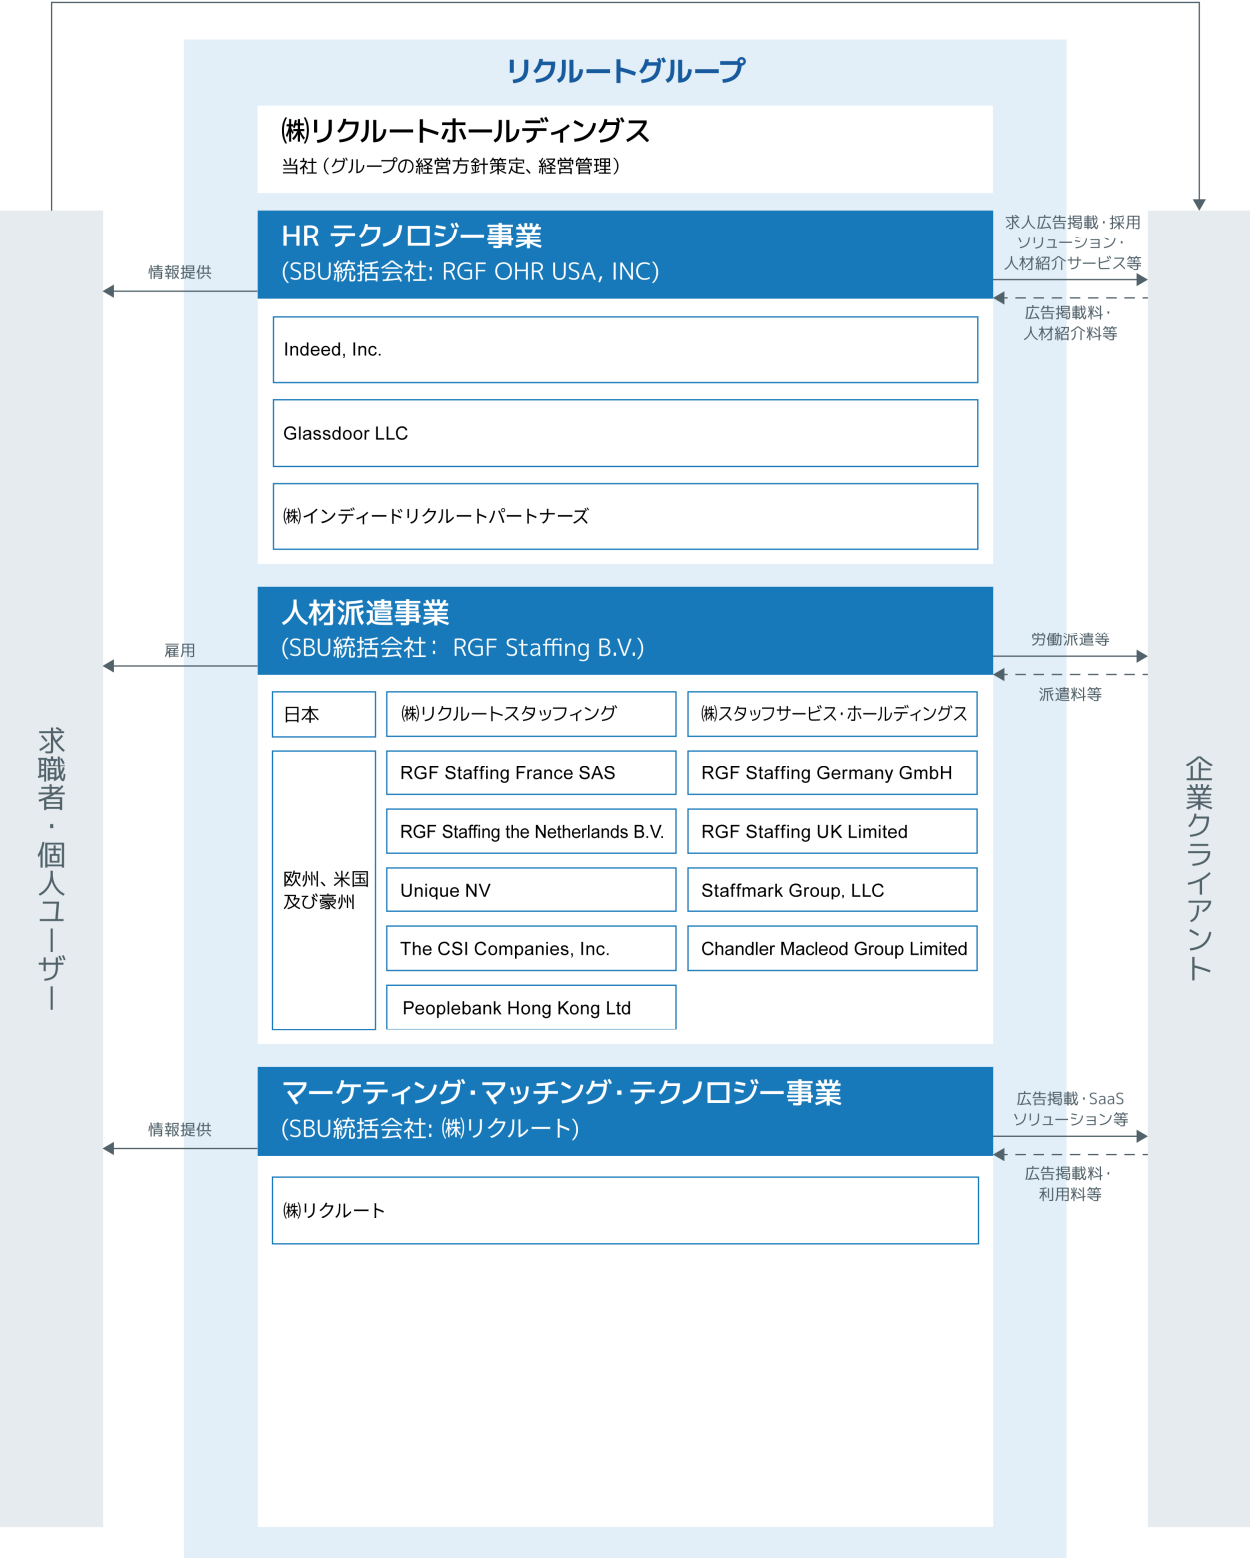 リクルートグループ
㈱リクルートホールディングス
当社（グループの経営方針策定、経営管理）
HR テクノロジー事業
(SBU統括会社: RGF OHR USA, INC)
情報提供
求人広告掲載・採用
ソリューション・
人材紹介サービス等
広告掲載料・
人材紹介料等
Indeed, Inc.
Glassdoor LLC
㈱インディードリクルートパートナーズ
人材派遣事業
(SBU統括会社： RGF Staffing B.V.)
雇用
労働派遣等
派遣料等
日本
㈱リクルートスタッフィング
㈱スタッフサービス・ホールディングス
欧州、米国
及び豪州
RGF Staffing France SAS
RGF Staffing Germany GmbH
RGF Staffing the Netherlands B.V.
RGF Staffing UK Limited
Unique NV
Staffmark Group, LLC
The CSI Companies, Inc.
Chandler Macleod Group Limited
Peoplebank Hong Kong Ltd
マーケティング・マッチング・テクノロジー事業
(SBU統括会社: ㈱リクルート)
情報提供
広告掲載・SaaS
ソリューション等
広告掲載料・
利用料等
㈱リクルート
求職者・個人ユーザー
企業クライアント